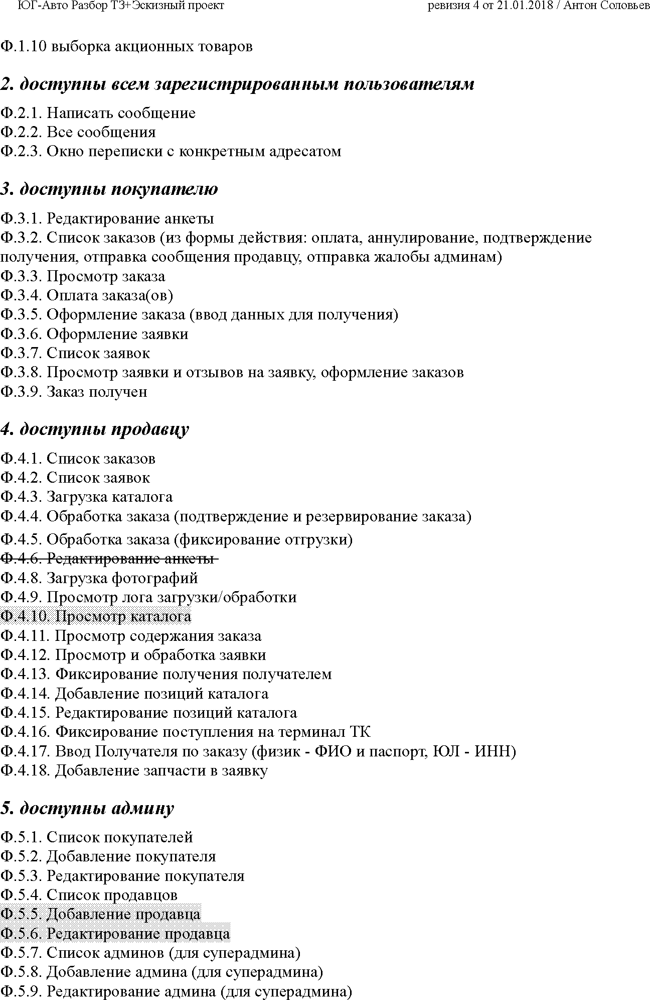 ЮГ-Авто Разбор ТЗ+Эскизный проект ревизия 4 от 21.01.2018 / Антон Соловьев
Ф.1.10 выборка акционных товаров
2. доступны всем зарегистрированным пользователям
Ф.2.1. Написать сообщение
Ф.2.2. Все сообщения
Ф.2.3. Окно переписки с конкретным адресатом
3. доступны покупателю
Ф.3.1. Редактирование анкеты
Ф.3.2. Список заказов (из формы действия: оплата, аннулирование, подтверждение
получения, отправка сообщения продавцу, отправка жалобы админам)
Ф.3.3. Просмотр заказа
Ф.3.4. Оплата заказа(ов)
Ф.3.5. Оформление заказа (ввод данных для получения)
Ф.3.6. Оформление заявки
Ф.3.7. Список заявок
Ф.3.8. Просмотр заявки и отзывов на заявку, оформление заказов
Ф.3.9. Заказ получен
4. доступны продавцу
Ф.4.1. Список заказов
Ф.4.2. Список заявок
Ф.4.3. Загрузка каталога
Ф.4.4. Обработка заказа (подтверждение и резервирование заказа)
Ф.4.5. Обработка заказа (фиксирование отгрузки)
Ф.4.6. Редактирование анкеты
Ф.4.8. Загрузка фотографий
Ф.4.9. Просмотр лога загрузки/обработки
Ф.4.10. Просмотр каталога
Ф.4.11. Просмотр содержания заказа
Ф.4.12. Просмотр и обработка заявки
Ф.4.13. Фиксирование получения получателем
Ф.4.14. Добавление позиций каталога
Ф.4.15. Редактирование позиций каталога
Ф.4.16. Фиксирование поступления на терминал ТК
Ф.4.17. Ввод Получателя по заказу (физик - ФИО и паспорт, ЮЛ - ИНН)
Ф.4.18. Добавление запчасти в заявку
5. доступны админу
Ф.5.1. Список покупателей
Ф.5.2. Добавление покупателя
Ф.5.3. Редактирование покупателя
Ф.5.4. Список продавцов
Ф.5.5. Добавление продавца
Ф.5.6. Редактирование продавца
Ф.5.7. Список админов (для суперадмина)
Ф.5.8. Добавление админа (для суперадмина)
Ф.5.9. Редактирование админа (для суперадмина)